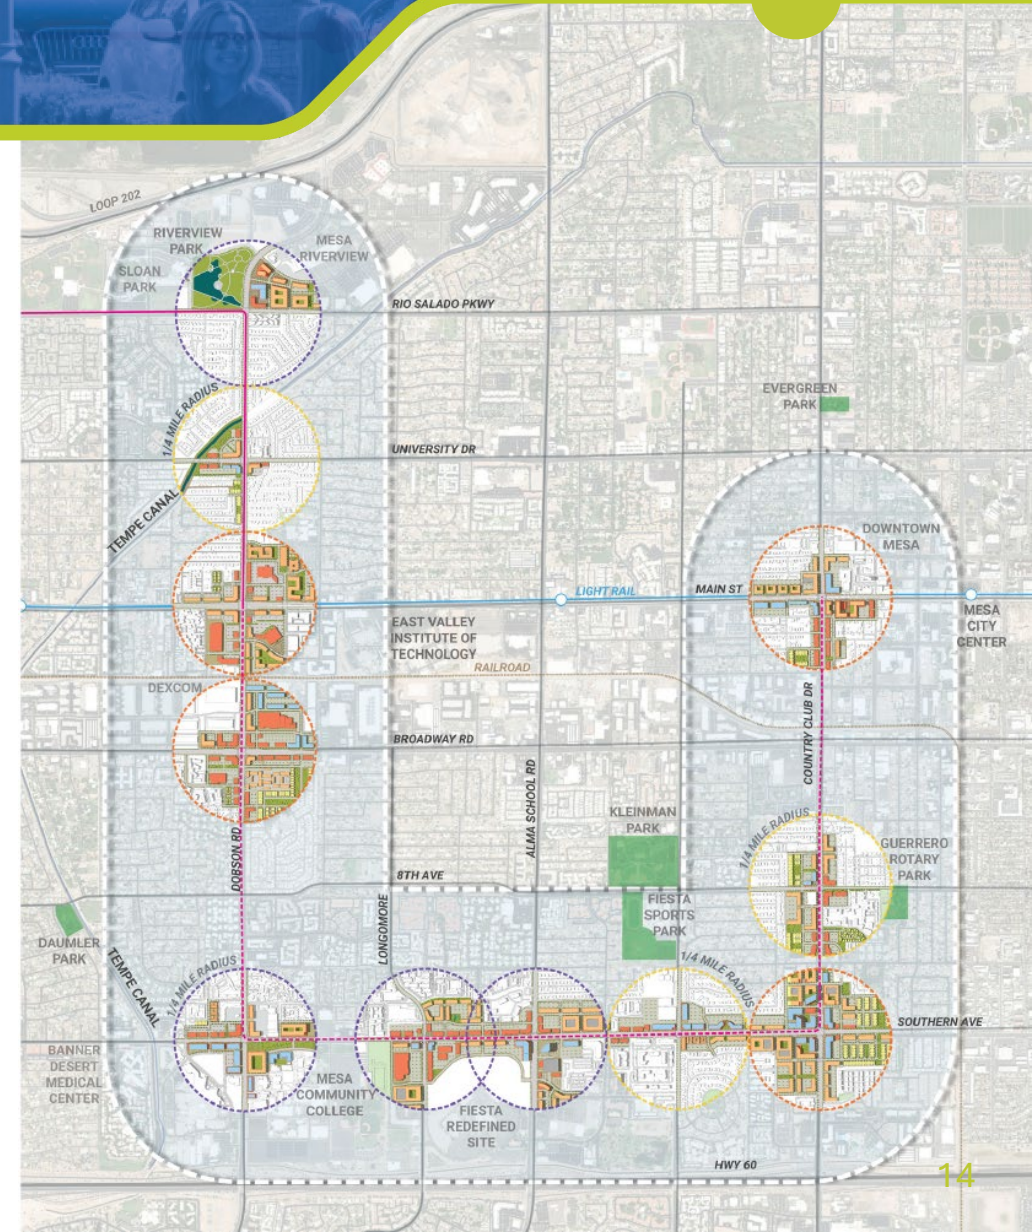 LOOP 202
RIVERVIEW
PARK
MESA
RIVERVIEW
SLOAN
PARK
RIO SALADO PKWY
1/4 MILE RADIUS
EVERGREEN
PARK
UNIVERSITY DR
TEMPE CANAL
DOWNTOWN
MESA
LIGHT RAIL
MAIN ST
MESA
CITY
CENTER
EAST VALLEY
INSTITUTE OF
TECHNOLOGY
RAILROAD
DEXCOM
COUNTRY CLUB DR
BROADWAY RD
ALMA SCHOOL RD
KLEINMAN
PARK
1/4 MILE RADIUS
DOBSON RD
GUERRERO
ROTARY
PARK
8TH AVE
LONGOMORE
FIESTA
SPORTS
PARK
DAUMLER
PARK
TEMPE CANAL
1/4 MILE RADIUS
1/4 MILE RADIUS
SOUTHERN AVE
BANNER
DESERT
MEDICAL
CENTER
MESA
COMMUNITY
COLLEGE
FIESTA
REDEFINED
SITE
HWY 60
14